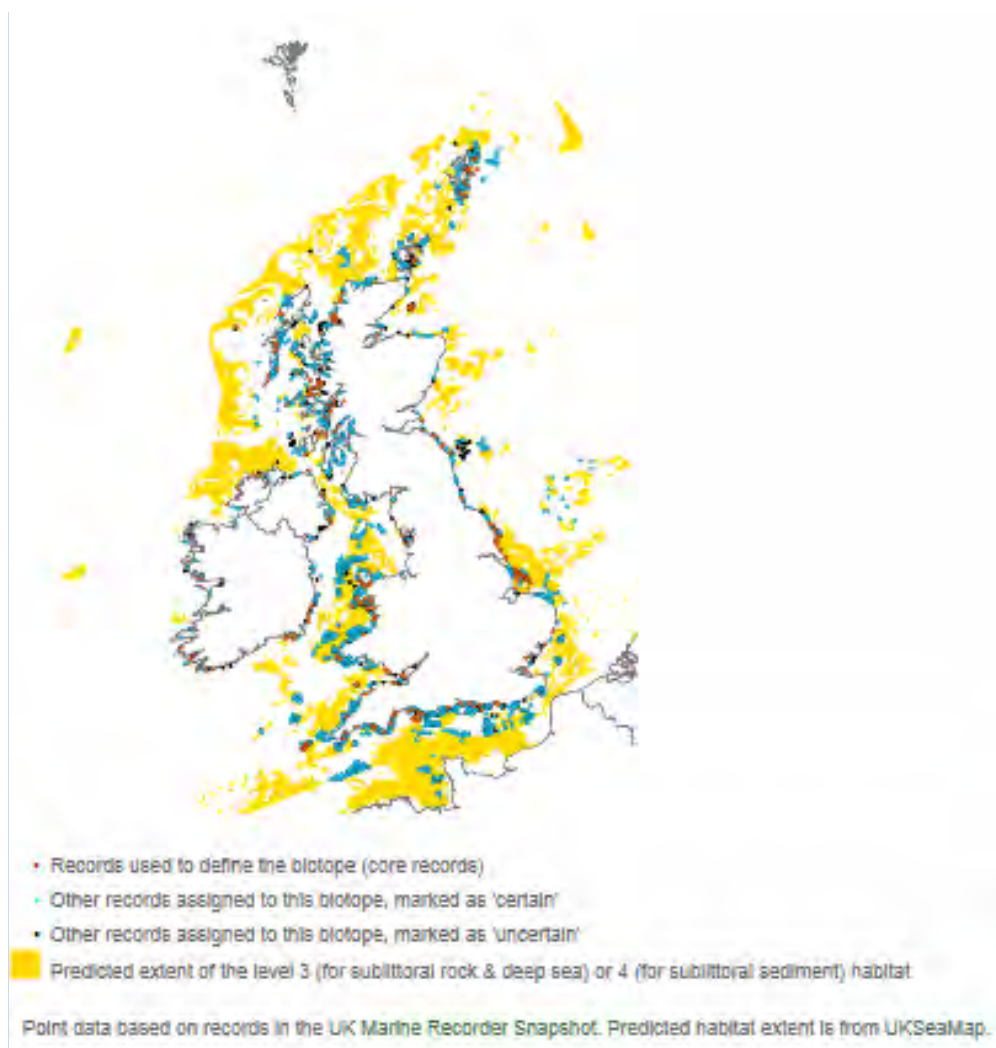 Records used to define the biotope (core records)
Other records assigned to this biotope, marked as 'certain'
Other records assigned to this biotope, marked as 'uncertain'
Predicted extent of the level 3 (for sublittoral rock & deep sea) or 4 (for sublittoral sediment) habitat
Point data based on records in the UK Marine Recorder Snapshot. Predicted habitat extent is from UKSeaMap.